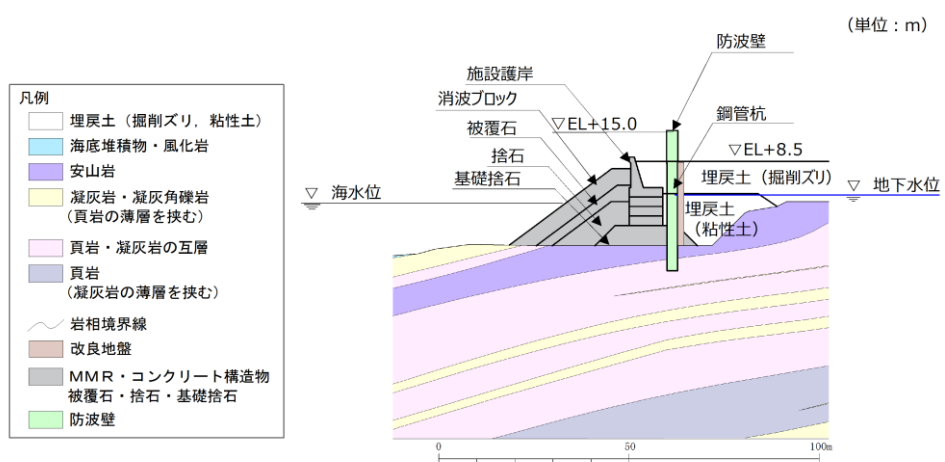 （単位：ｍ）
防波壁
施設護岸
消波ブロック
鋼管杭
被覆石
▽EL+15.0
捨石
▽EL+8.5
基礎捨石
埋戻土（掘削ズリ）
▽ 海水位
▽ 地下水位
埋戻土
（粘性土）
凡例
埋戻土（掘削ズリ，粘性土）
海底堆積物・風化岩
安山岩
凝灰岩・凝灰角礫岩
(頁岩の薄層を挟む)
頁岩・凝灰岩の互層
頁岩
(凝灰岩の薄層を挟む)
岩相境界線
改良地盤
ＭＭＲ・コンクリート構造物
被覆石・捨石・基礎捨石
防波壁
0 50 100m